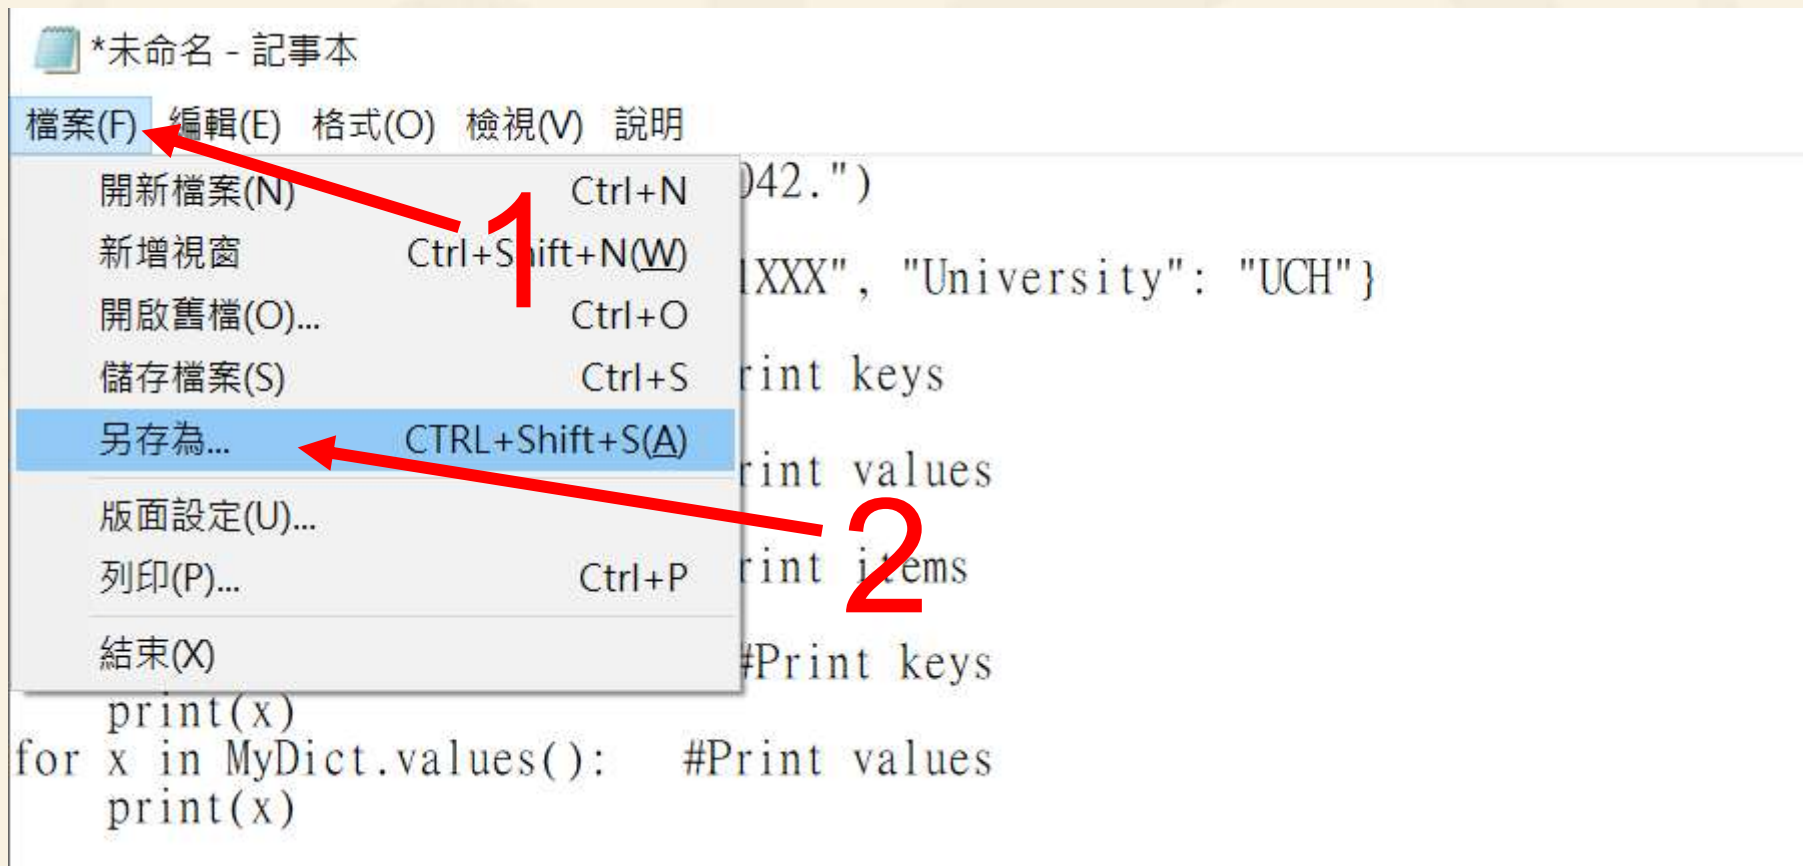 *未命名 - 記事本
檔案(F) 編輯(E) 格式(O) 檢視(V) 說明
開新檔案(N) Ctrl+N
新增視窗 Ctrl+Shift+N(W)
開啟舊檔(O)... Ctrl+O
儲存檔案(S) Ctrl+S
另存為... CTRL+Shift+S(A)
版面設定(U)...
列印(P)... Ctrl+P
結束(X)
1
2
042.")
1XXX", "University": "UCH"}
rint keys
rint values
rint items
#Print keys
print(x)
for x in MyDict.values(): #Print values
print(x)